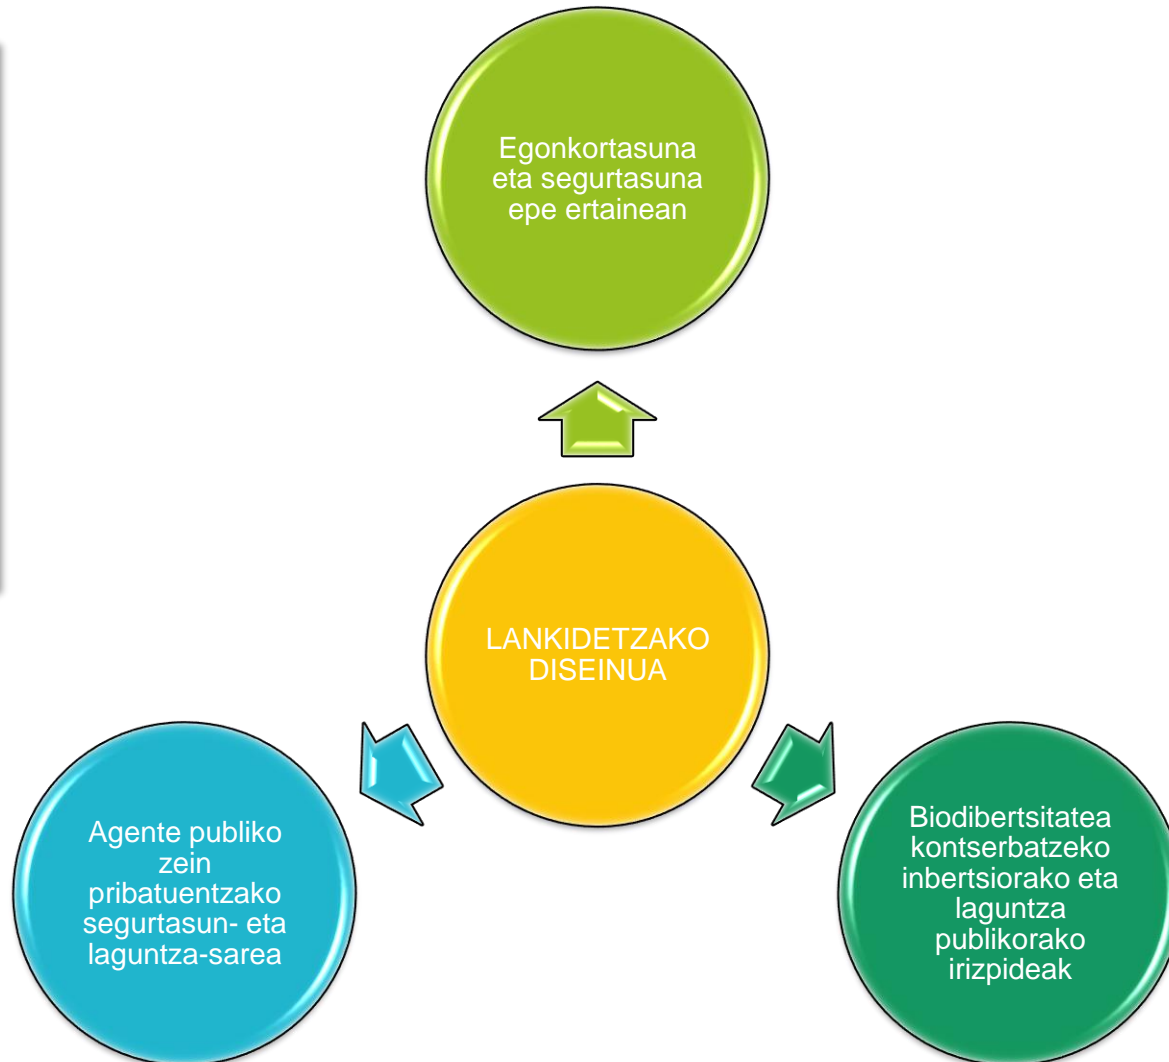 Egonkortasuna
eta segurtasuna
epe ertainean
LANKIDETZAKO
DISEINUA
Agente publiko
zein
pribatuentzako
segurtasun- eta
laguntza-sarea
Biodibertsitatea
kontserbatzeko
inbertsiorako eta
laguntza
publikorako
irizpideak